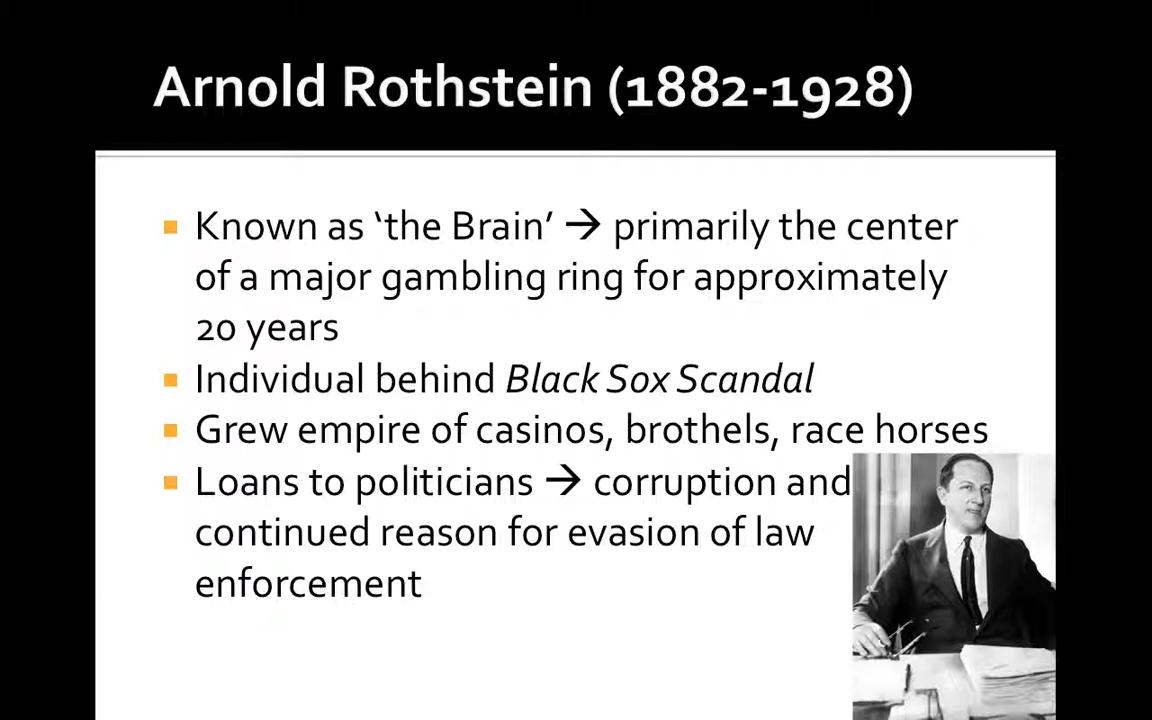 Arnold Rothstein (1882-1928)
Known as ‘the Brain’ → primarily the center
of a major gambling ring for approximately
20 years
Individual behind Black Sox Scandal
Grew empire of casinos, brothels, race horses
Loans to politicians → corruption and
continued reason for evasion of law
enforcement